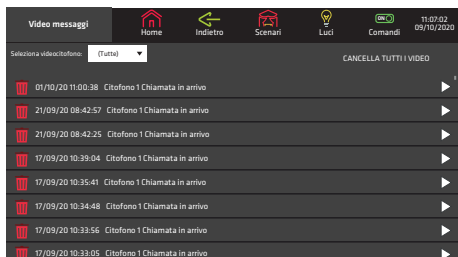 Video messaggi
Home
Indietro
Scenari
Luci
ON
Comandi
11:07:02
09/10/2020
Seleziona videocitofono: (Tutte)
CANCELLA TUTTI I VIDEO
01/10/20 11:00:38 Citofono 1 Chiamata in arrivo
21/09/20 08:42:57 Citofono 1 Chiamata in arrivo
21/09/20 08:42:25 Citofono 1 Chiamata in arrivo
17/09/20 10:39:04 Citofono 1 Chiamata in arrivo
17/09/20 10:35:41 Citofono 1 Chiamata in arrivo
17/09/20 10:34:48 Citofono 1 Chiamata in arrivo
17/09/20 10:33:56 Citofono 1 Chiamata in arrivo
17/09/20 10:33:05 Citofono 1 Chiamata in arrivo